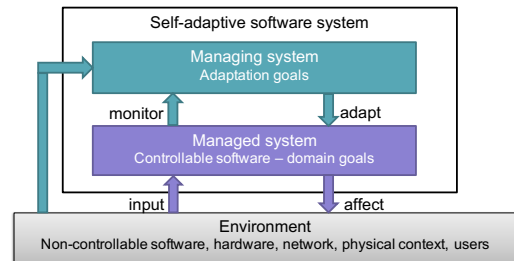 Self-adaptive software system
Managing system
Adaptation goals
monitor
adapt
Managed system
Controllable software – domain goals
input
affect
Environment
Non-controllable software, hardware, network, physical context, users